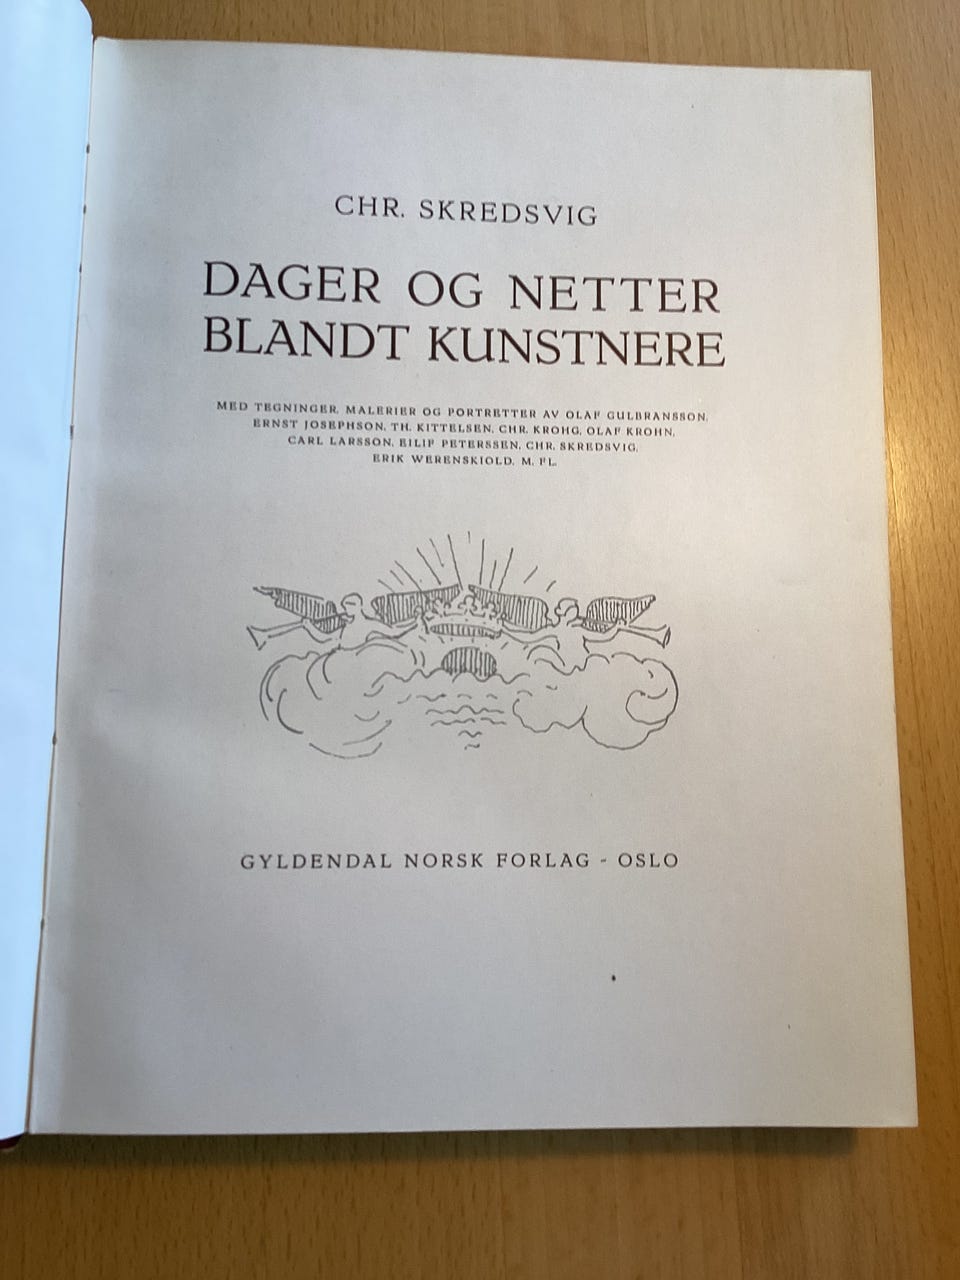 CHR. SKREDSVIG
DAGER OG NETTER
BLANDT KUNSTNERE
MED TEGNINGER, MALERIER OG PORTRETTER AV OLAF GULBRANSSON,
ERNST JOSEPHSON, TH. KITTELSEN, CHR. KROHG, OLAF KROHN,
CARL LARSSON, EILIF PETERSSEN, CHR. SKREDSVIG,
ERIK WERENSKIOLD, M. FL.
GYLDENDAL NORSK FORLAG - OSLO